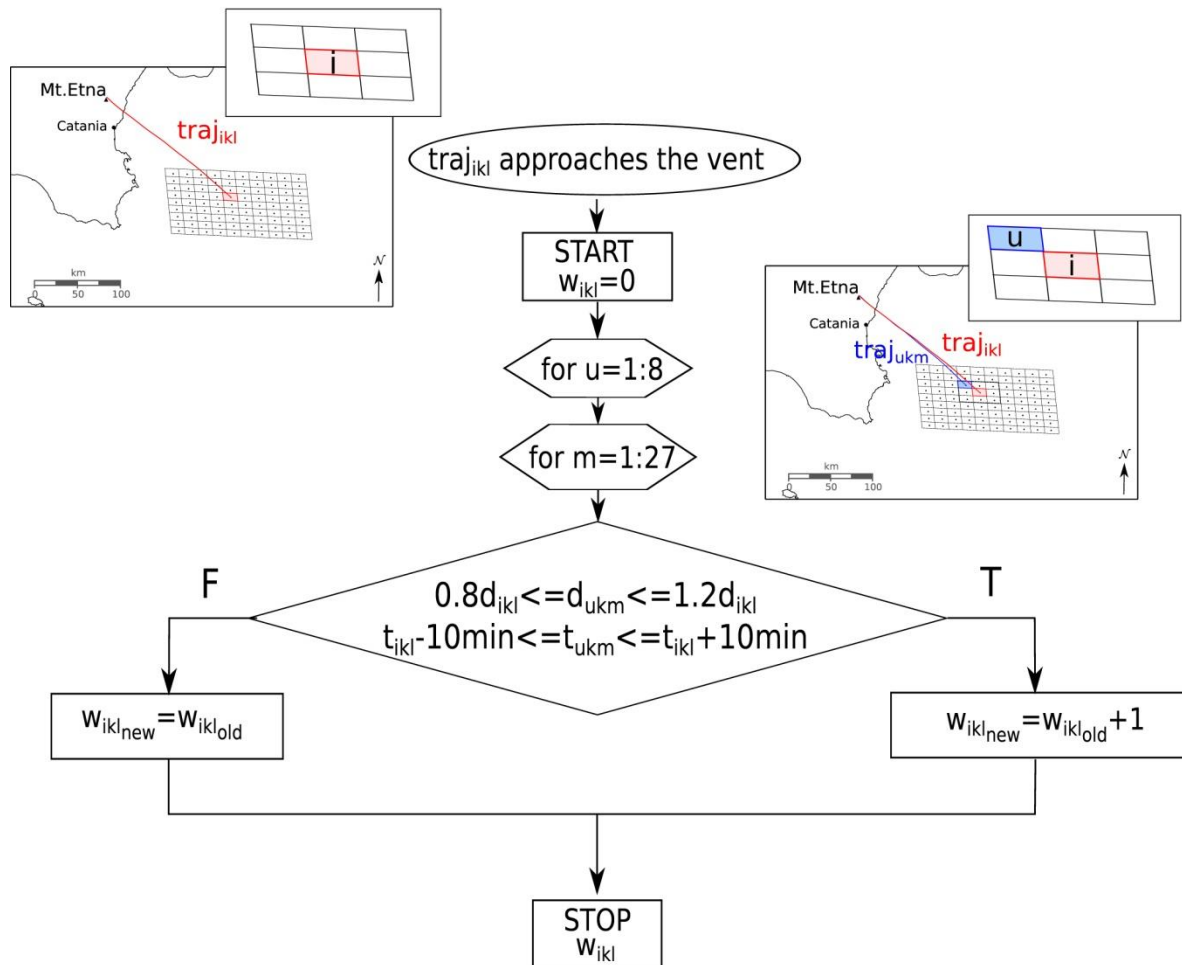 i
Mt.Etna
Catania
traj_ikl
km
0 50 100
N
traj_ikl approaches the vent
START
w_ikl=0
for u=1:8
for m=1:27
u
i
Mt.Etna
Catania
traj_ukm
traj_ikl
km
0 50 100
N
F
T
0.8d_ikl<=d_ukm<=1.2d_ikl
t_ikl-10min<=t_ukm<=t_ikl+10min
w_ikl_new=w_ikl_old
w_ikl_new=w_ikl_old+1
STOP
w_ikl